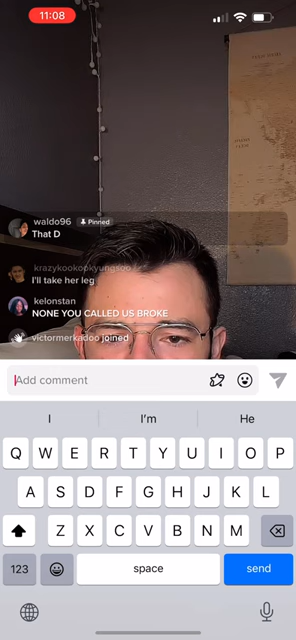 11:08
waldo96 Pinned
That D
krazykookopkyungsoo
I'll take her leg
kelonstan
NONE YOU CALLED US BROKE
victormerkadoo joined
Add comment
I I'm He
Q W E R T Y U I O P
A S D F G H J K L
Z X C V B N M
123 space send